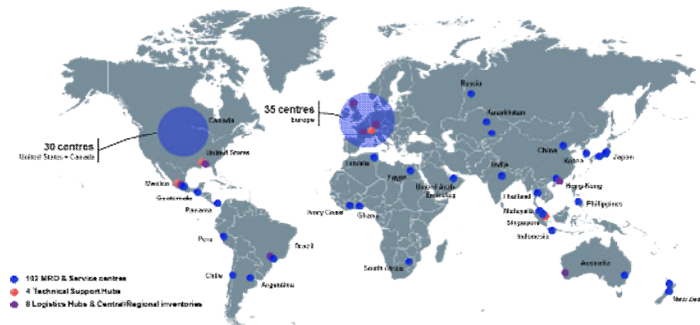 Russia
35 centres
Europe
Kazakhstan
Canada
30 centres
United States + Canada
United States
China
Korea
Japan
Tunisia
India
Egypt
United Arab
Emirates
Hong-Kong
Mexico
Guatemala
Thailand
Philippines
Panama
Ivory Coast
Ghana
Malaysia
Singapore
Indonesia
Peru
Brazil
Australia
South Africa
Chile
Argentina
102 MRO & Service centres
4 Technical Support Hubs
8 Logistics Hubs & Central/Regional inventories
New Zea